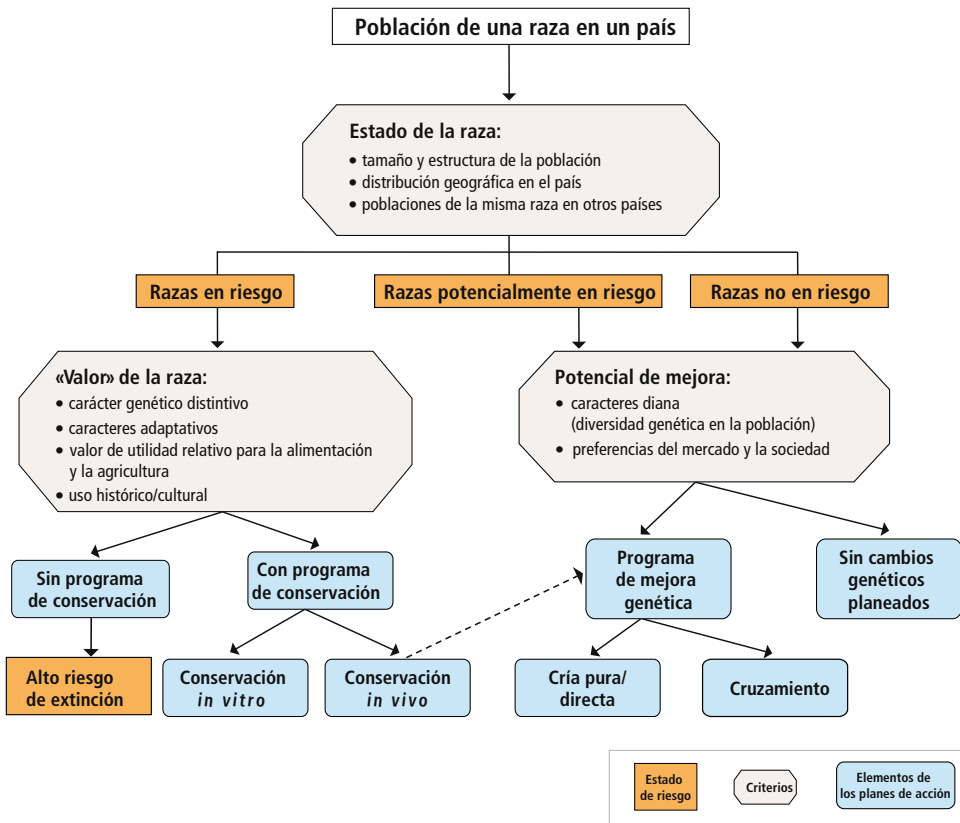 Población de una raza en un país
Estado de la raza:
• tamaño y estructura de la población
• distribución geográfica en el país
• poblaciones de la misma raza en otros países
Razas en riesgo
Razas potencialmente en riesgo
Razas no en riesgo
«Valor» de la raza:
• carácter genético distintivo
• caracteres adaptativos
• valor de utilidad relativo para la alimentación
y la agricultura
• uso histórico/cultural
Potencial de mejora:
• caracteres diana
(diversidad genética en la población)
• preferencias del mercado y la sociedad
Sin programa
de conservación
Con programa
de conservación
Programa
de mejora
genética
Sin cambios
genéticos
planeados
Alto riesgo
de extinción
Conservación
in vitro
Conservación
in vivo
Cría pura/
directa
Cruzamiento
Estado
de riesgo
Criterios
Elementos de
los planes de acción